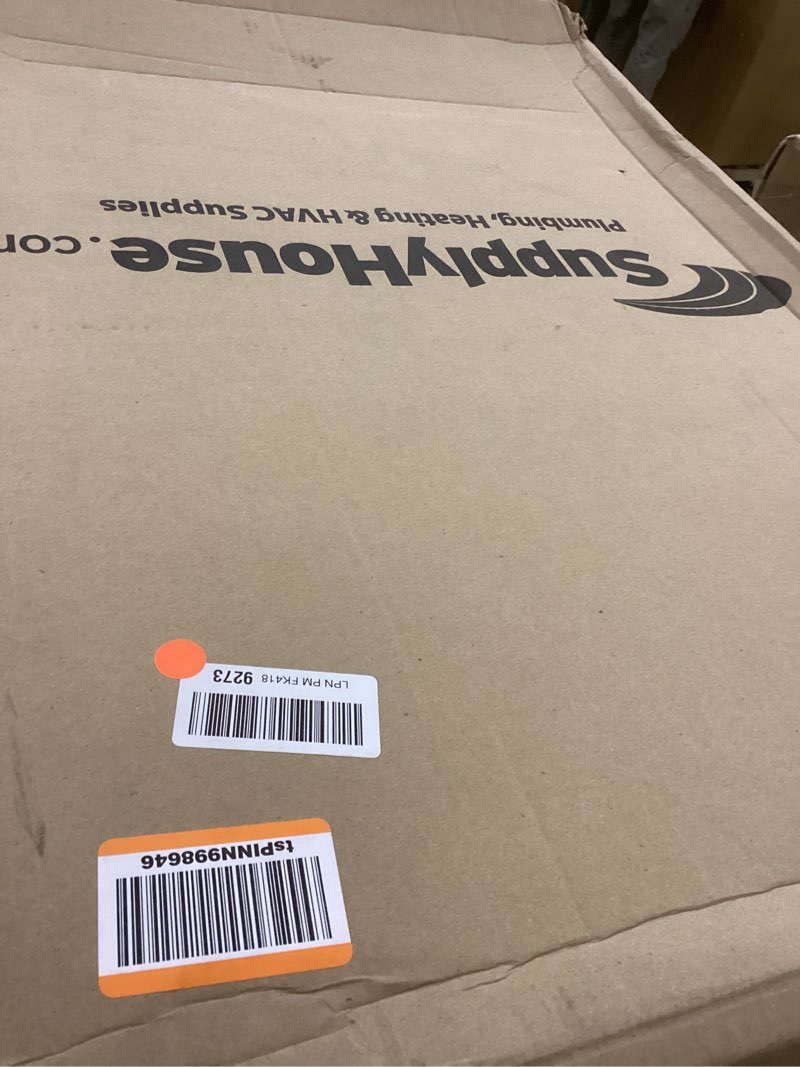 SupplyHouse.com
Plumbing, Heating & HVAC Supplies
LPN PM FK418 9273
tsPINN998646